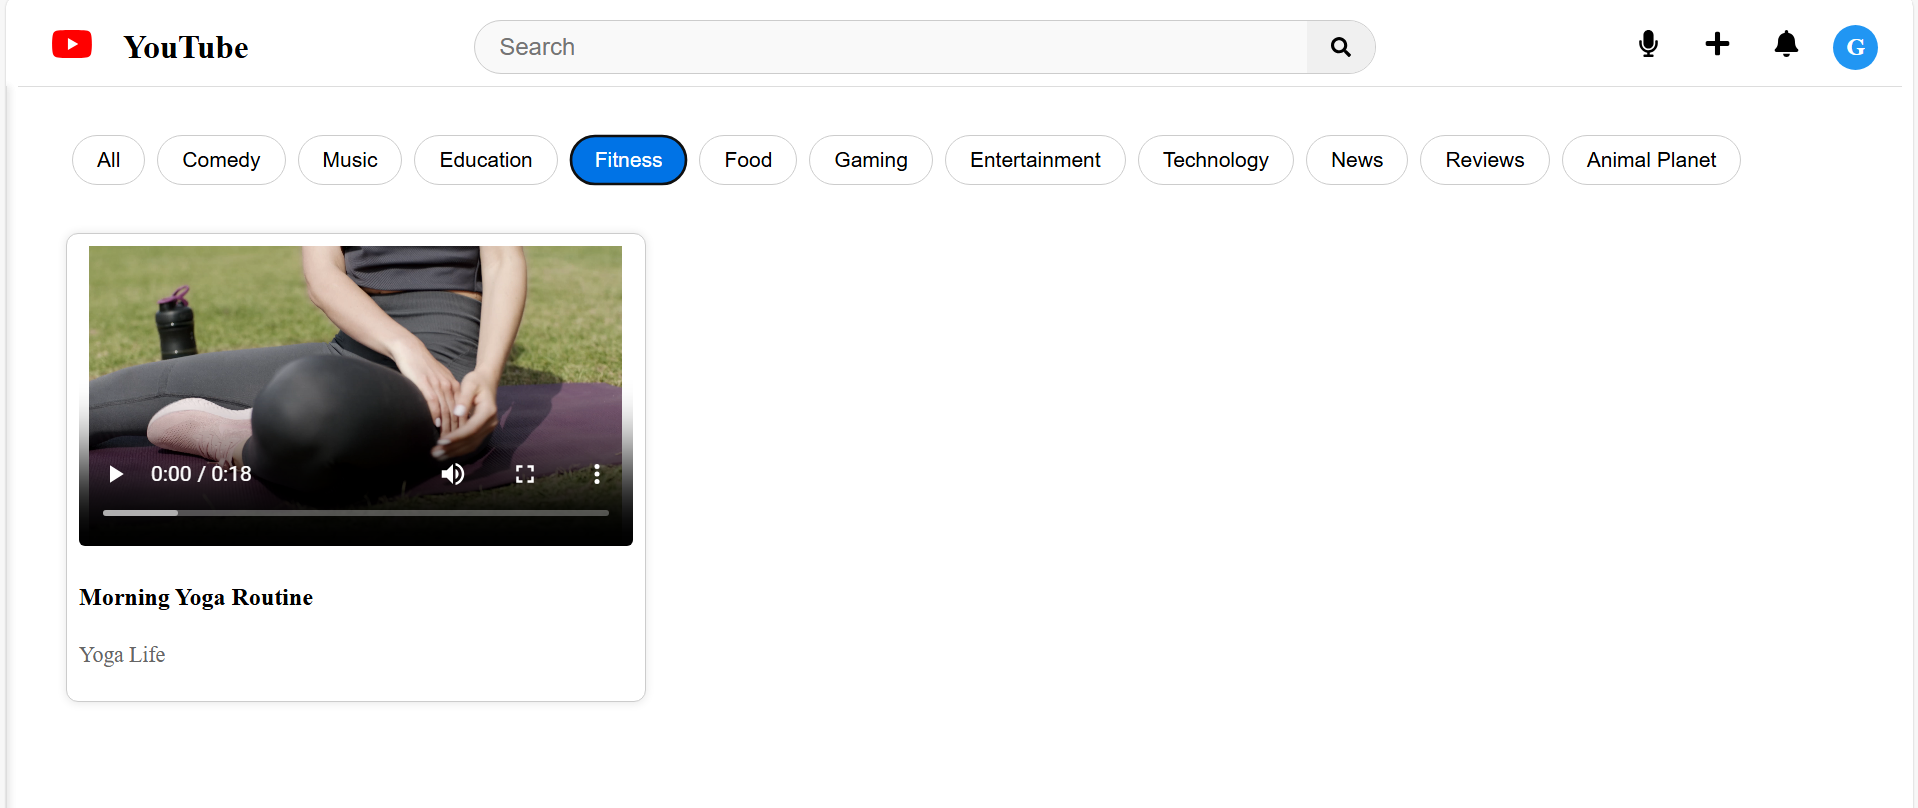 YouTube
Search
G
All Comedy Music Education Fitness Food Gaming Entertainment Technology News Reviews Animal Planet
0:00 / 0:18
Morning Yoga Routine
Yoga Life